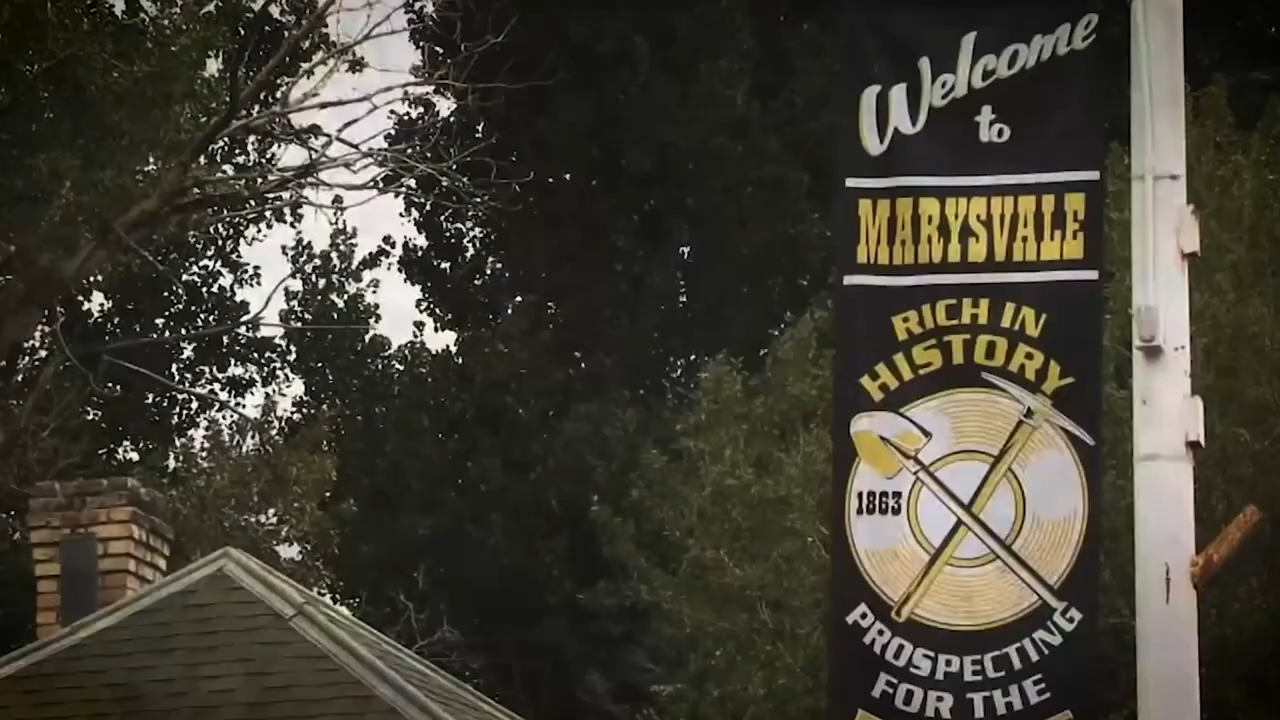 Welcome
to
MARYSVALE
RICH IN
HISTORY
1863
PROSPECTING
FOR THE